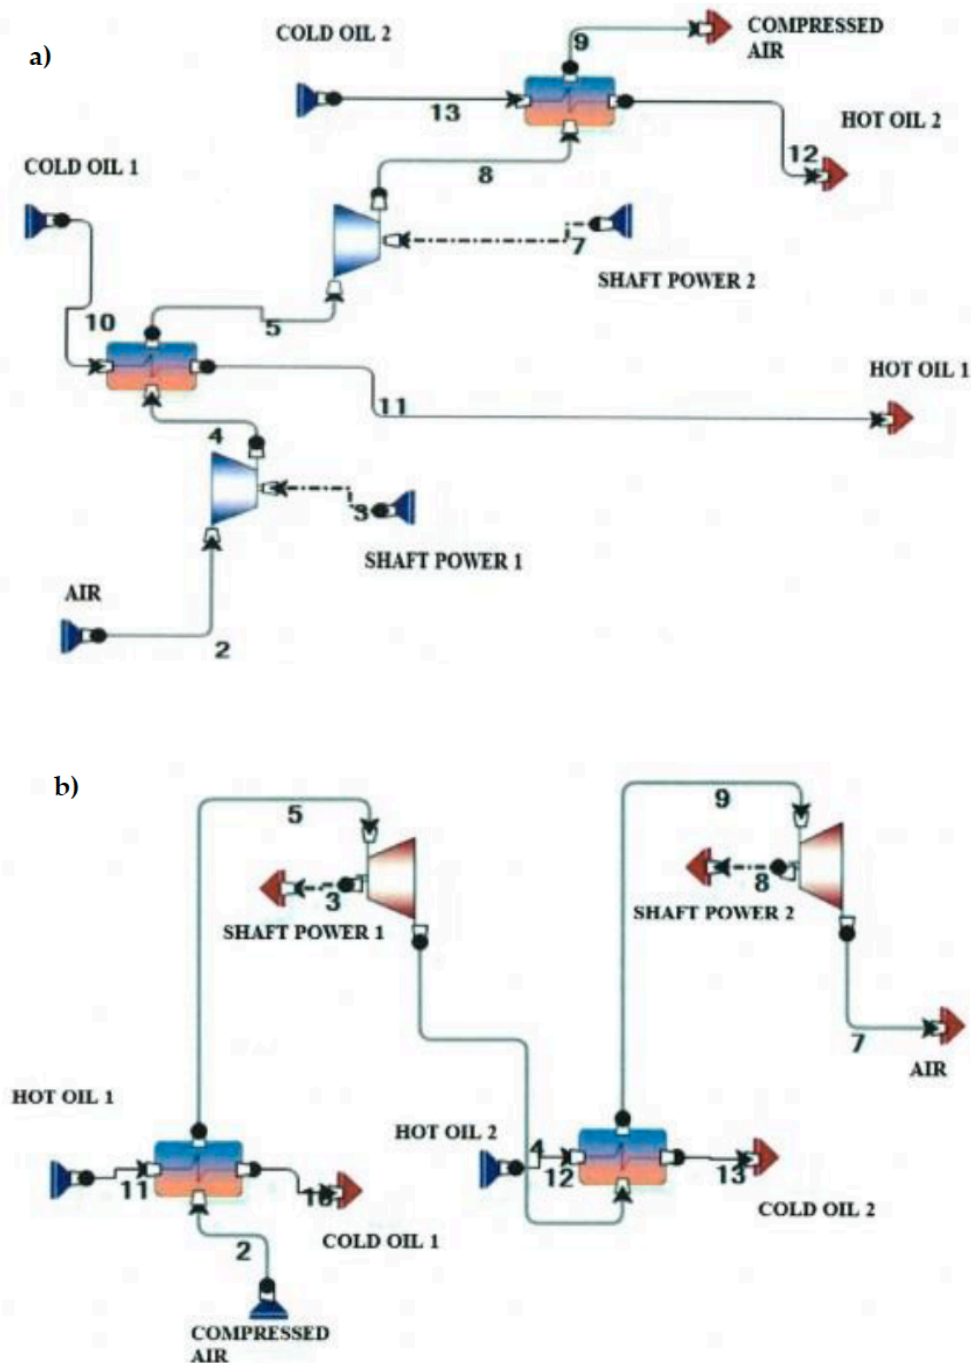 a)
COLD OIL 2
9
COMPRESSED
AIR
13
HOT OIL 2
12
COLD OIL 1
8
7
SHAFT POWER 2
10
5
HOT OIL 1
11
4
3
SHAFT POWER 1
AIR
2
b)
5
9
3
SHAFT POWER 1
8
SHAFT POWER 2
7
AIR
HOT OIL 1
HOT OIL 2
4
11
12
13
COLD OIL 2
COLD OIL 1
2
COMPRESSED
AIR